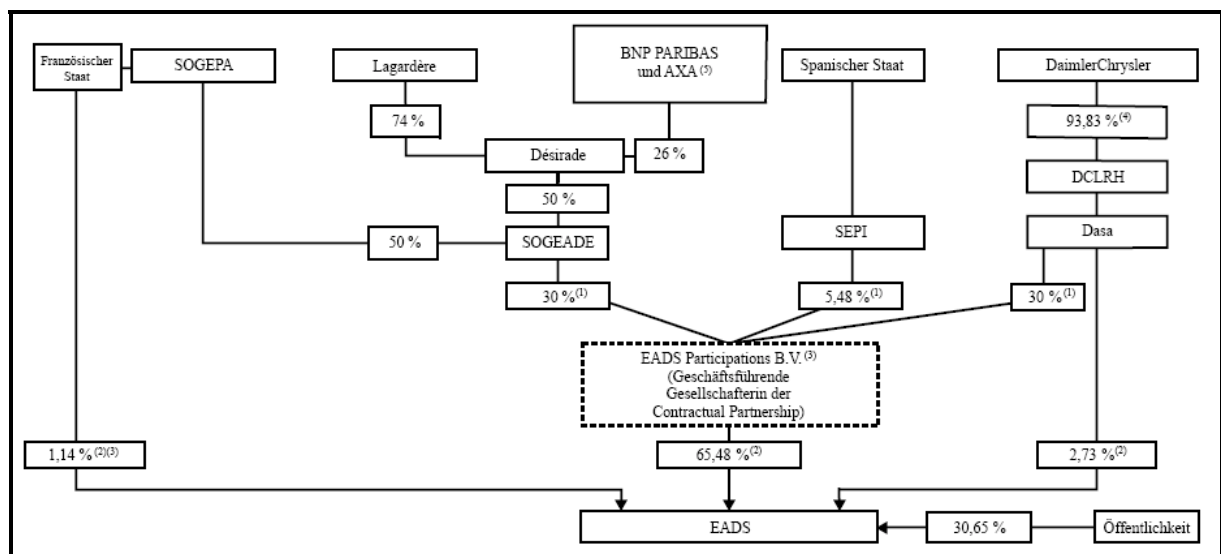 Französischer
Staat
SOGEPA
Lagardère
BNP PARIBAS
und AXA (5)
Spanischer Staat
DaimlerChrysler
74 %
93,83 %(4)
Désirade
26 %
DCLRH
50 %
50 %
SOGEADE
SEPI
Dasa
30 %(1)
5,48 %(1)
30 %(1)
EADS Participations B.V. (3)
(Geschäftsführende
Gesellschafterin der
Contractual Partnership)
1,14 %(2)(3)
65,48 %(2)
2,73 %(2)
EADS
30,65 %
Öffentlichkeit